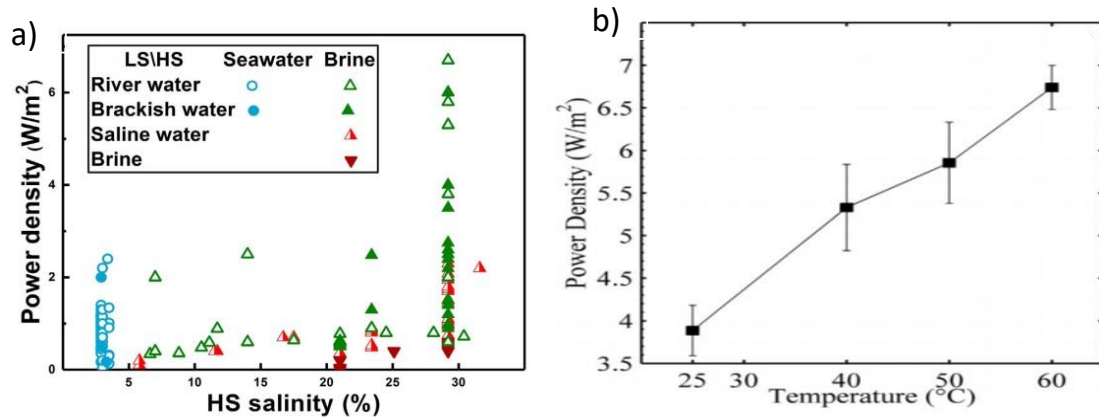 a)
Power density (W/m²)
6
4
2
0
LS\HS Seawater Brine
River water
Brackish water
Saline water
Brine
5 10 15 20 25 30
HS salinity (%)
b)
Power Density (W/m²)
7
6.5
6
5.5
5
4.5
4
3.5
25 30 40 50 60
Temperature (°C)